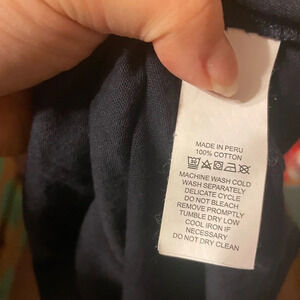 MADE IN PERU
100% COTTON
MACHINE WASH COLD
WASH SEPARATELY
DELICATE CYCLE
DO NOT BLEACH
REMOVE PROMPTLY
TUMBLE DRY LOW
COOL IRON IF
NECESSARY
DO NOT DRY CLEAN